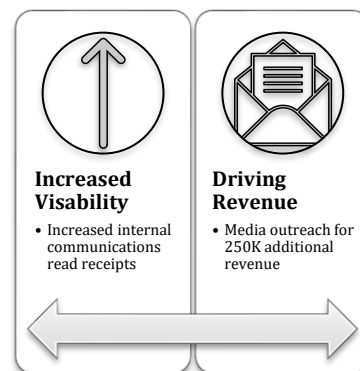 Increased
Visability
• Increased internal
communications
read receipts
Driving
Revenue
• Media outreach for
250K additional
revenue